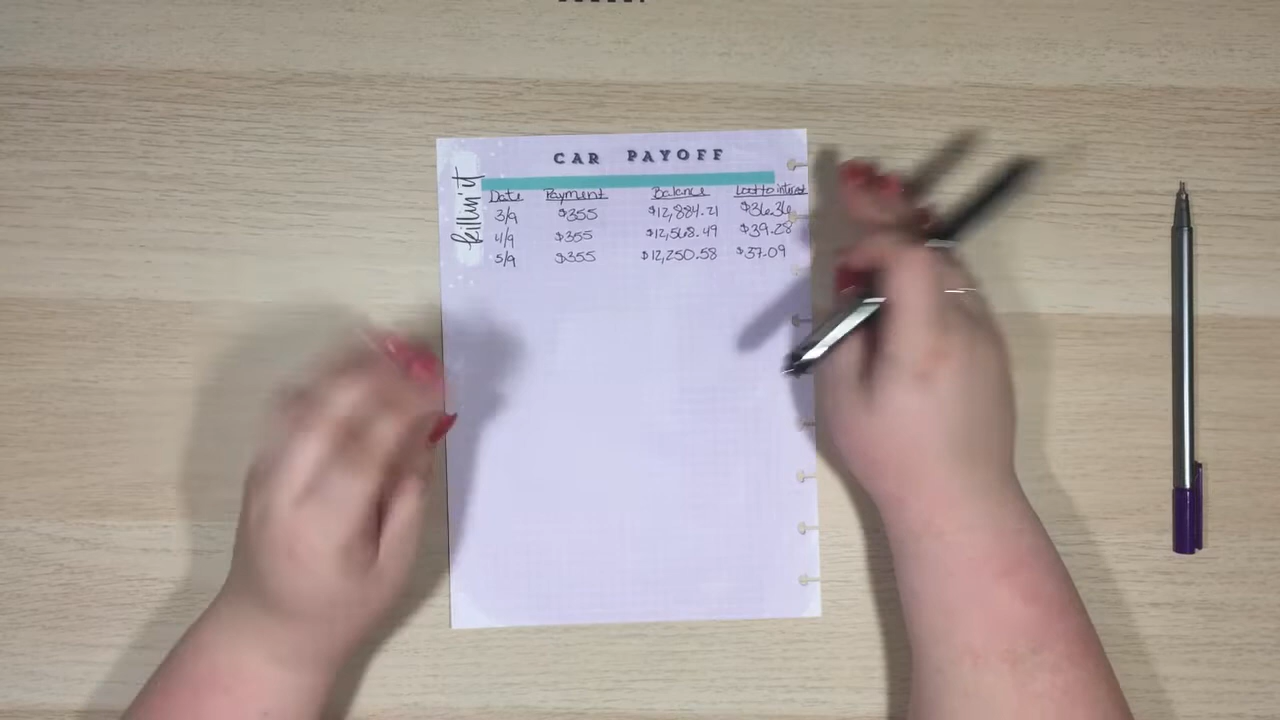 CAR PAYOFF
killin' it
Date Payment Balance Lost to interest
3/9 $355 $12,884.21 $36.36
4/9 $355 $12,568.49 $39.28
5/9 $355 $12,250.58 $37.09